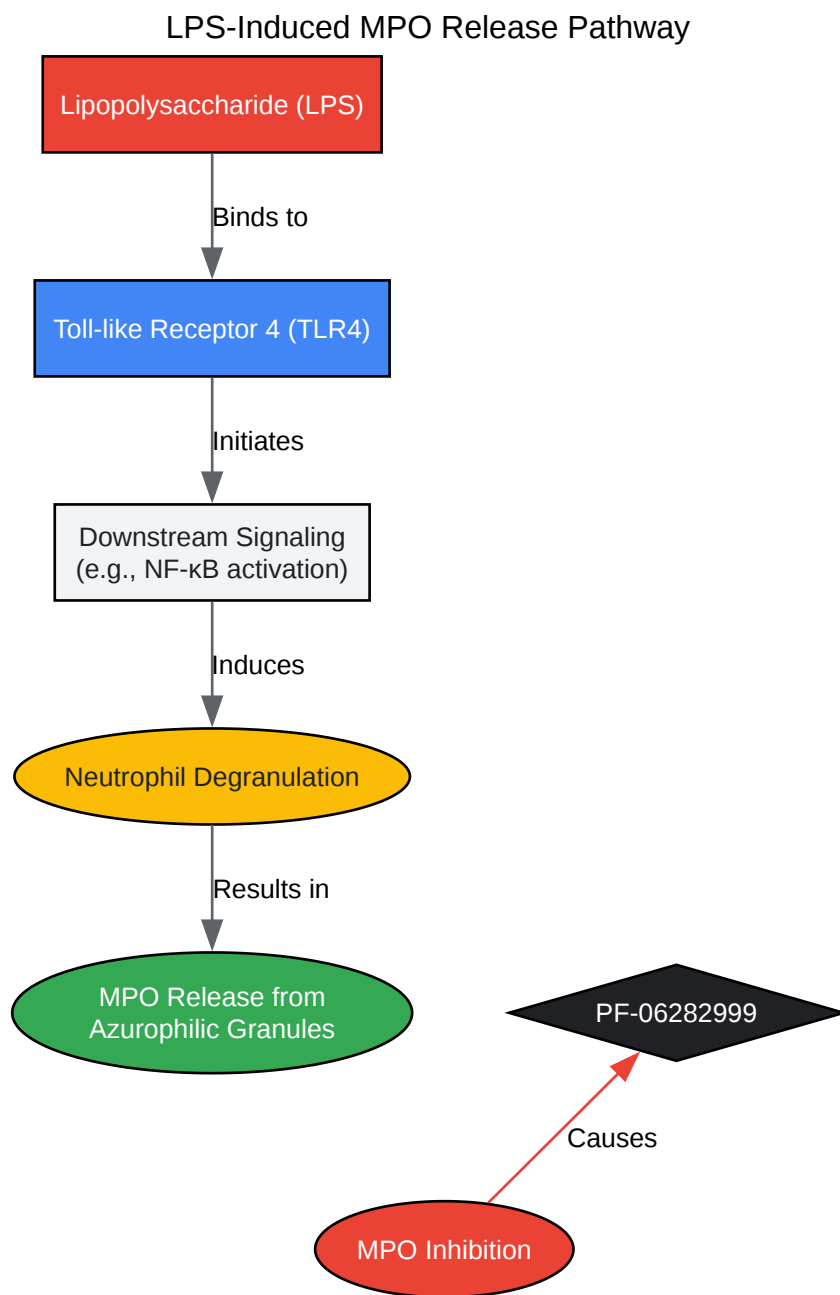 LPS-Induced MPO Release Pathway
Lipopolysaccharide (LPS)
Binds to
Toll-like Receptor 4 (TLR4)
Initiates
Downstream Signaling
(e.g., NF-κB activation)
Induces
Neutrophil Degranulation
Results in
MPO Release from
Azurophilic Granules
PF-06282999
Causes
MPO Inhibition